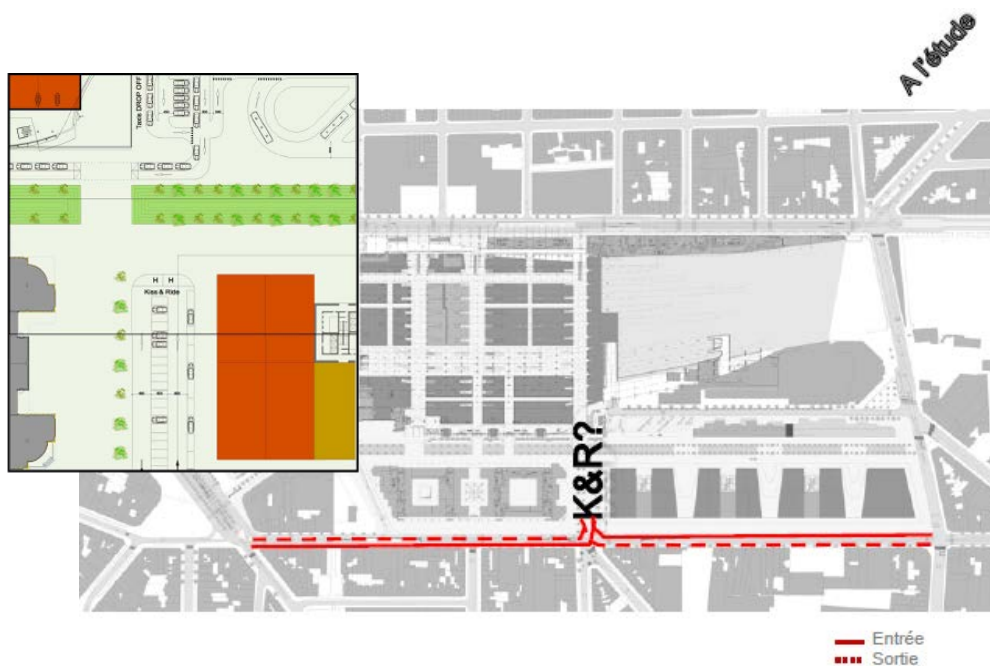 A l'étude
Taxis DROP OFF
H H
Kiss & Ride
K&R?
Entrée
Sortie